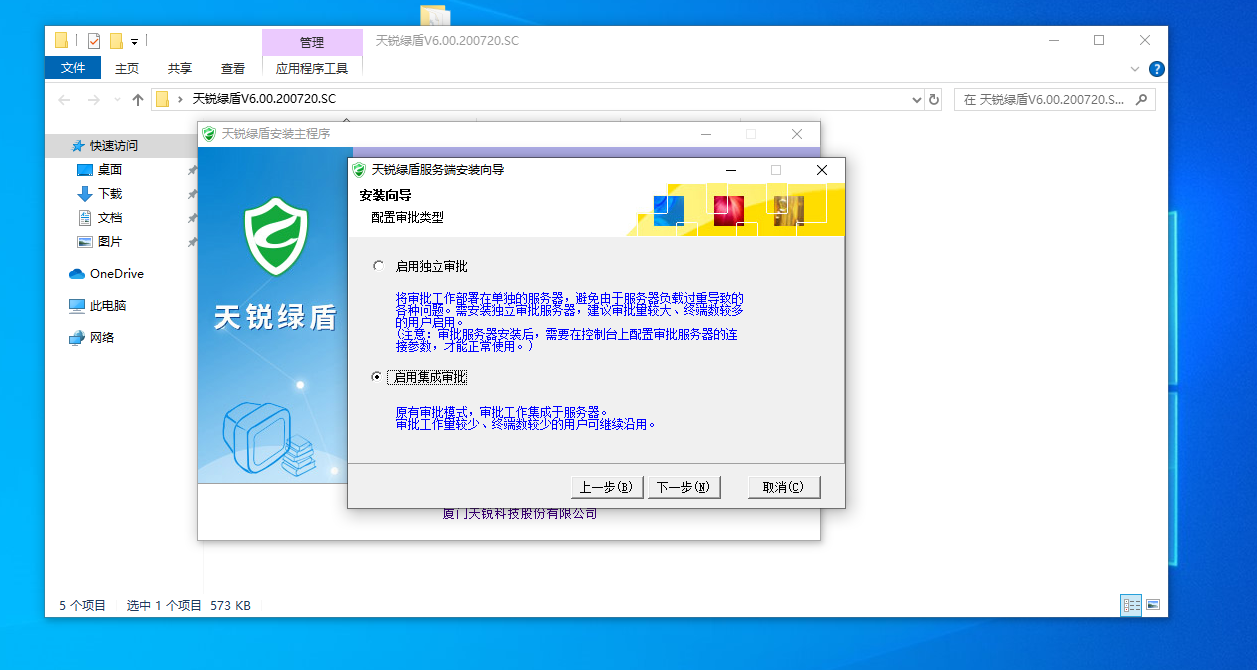 管理
天锐绿盾V6.00.200720.SC
文件
主页
共享
查看
应用程序工具
天锐绿盾V6.00.200720.SC
在 天锐绿盾V6.00.200720.S...
快速访问
桌面
下载
文档
图片
OneDrive
此电脑
网络
天锐绿盾安装主程序
天锐绿盾
天锐绿盾服务端安装向导
安装向导
配置审批类型
启用独立审批
将审批工作部署在单独的服务器，避免由于服务器负载过重导致的
各种问题。需安装独立审批服务器，建议审批量较大、终端数较多
的用户启用。
（注意：审批服务器安装后，需要在控制台上配置审批服务器的连
接参数，才能正常使用。）
启用集成审批
原有审批模式，审批工作集成于服务器。
审批工作量较少、终端数较少的用户可继续沿用。
上一步(B)
下一步(N)
取消(C)
厦门天锐科技股份有限公司
5 个项目
选中 1 个项目 573 KB